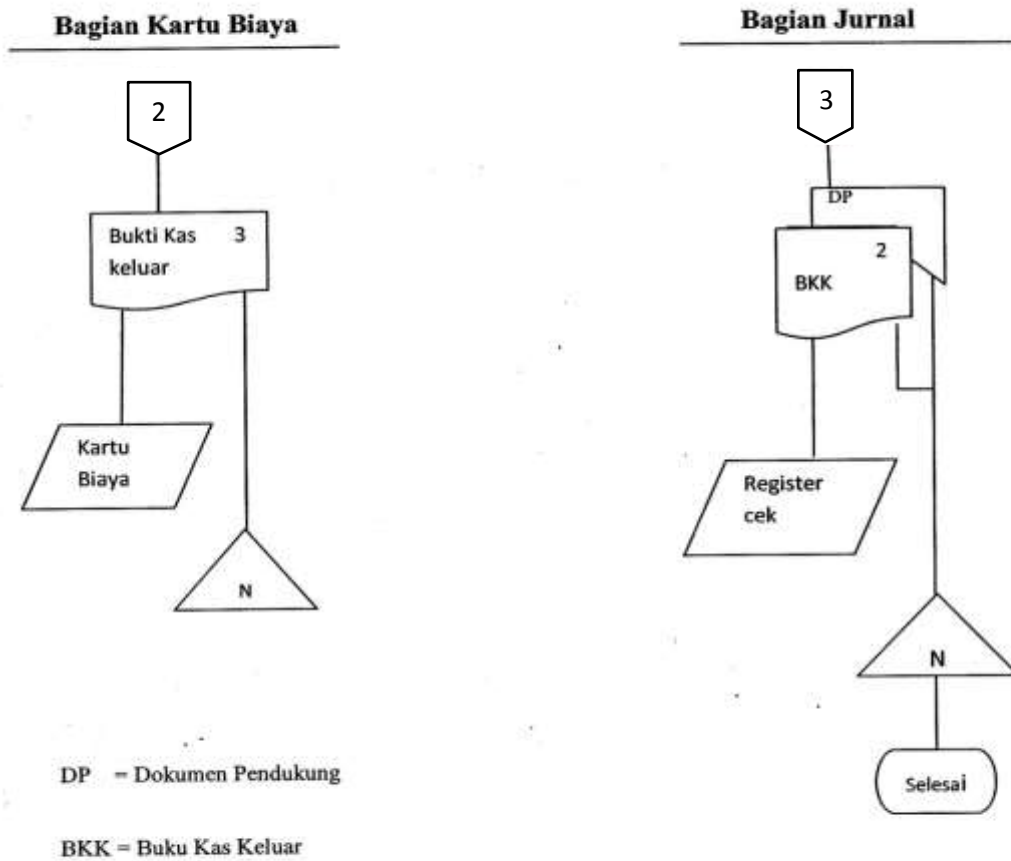 Bagian Kartu Biaya
2
Bukti Kas 3
keluar
Kartu
Biaya
N
Bagian Jurnal
3
DP
2
BKK
Register
cek
N
Selesai
DP = Dokumen Pendukung
BKK = Buku Kas Keluar